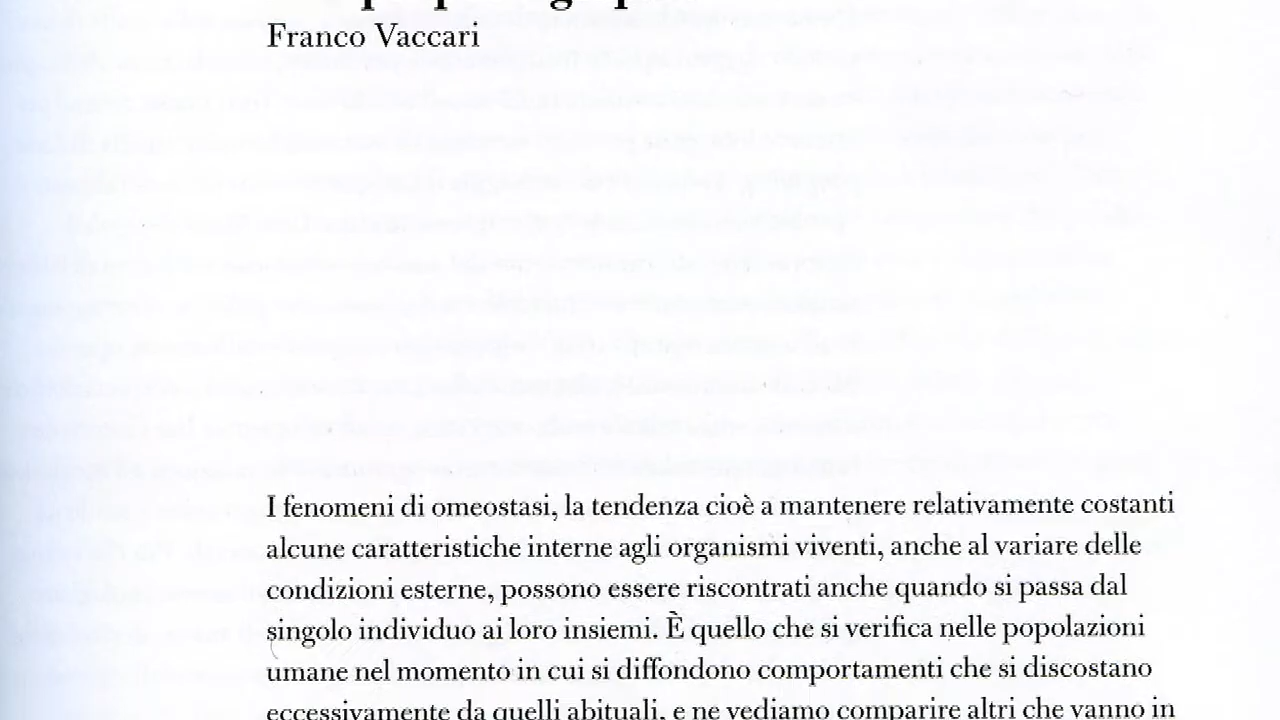 Franco Vaccari
I fenomeni di omeostasi, la tendenza cioè a mantenere relativamente costanti
alcune caratteristiche interne agli organismi viventi, anche al variare delle
condizioni esterne, possono essere riscontrati anche quando si passa dal
singolo individuo ai loro insiemi. È quello che si verifica nelle popolazioni
umane nel momento in cui si diffondono comportamenti che si discostano
eccessivamente da quelli abituali, e ne vediamo comparire altri che vanno in